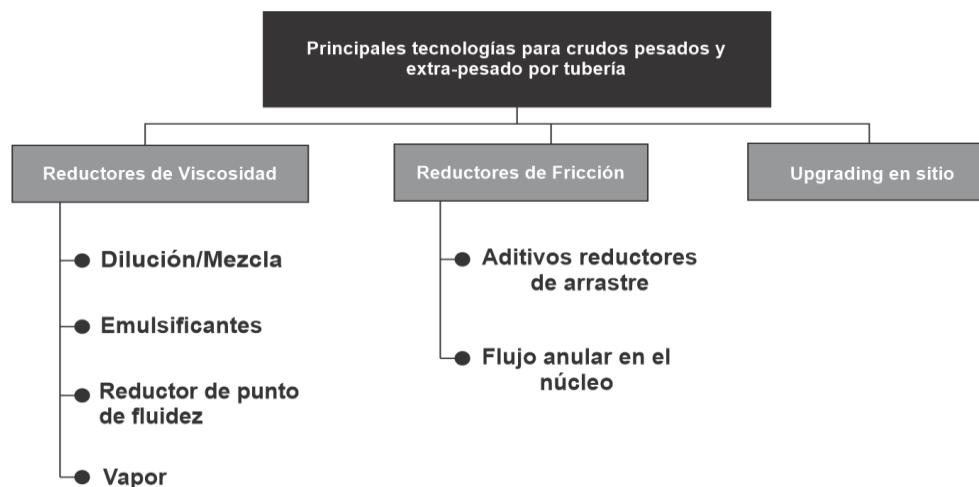 Principales tecnologías para crudos pesados y
extra-pesado por tubería
Reductores de Viscosidad
Dilución/Mezcla
Emulsificantes
Reductor de punto
de fluidez
Vapor
Reductores de Fricción
Aditivos reductores
de arrastre
Flujo anular en el
núcleo
Upgrading en sitio